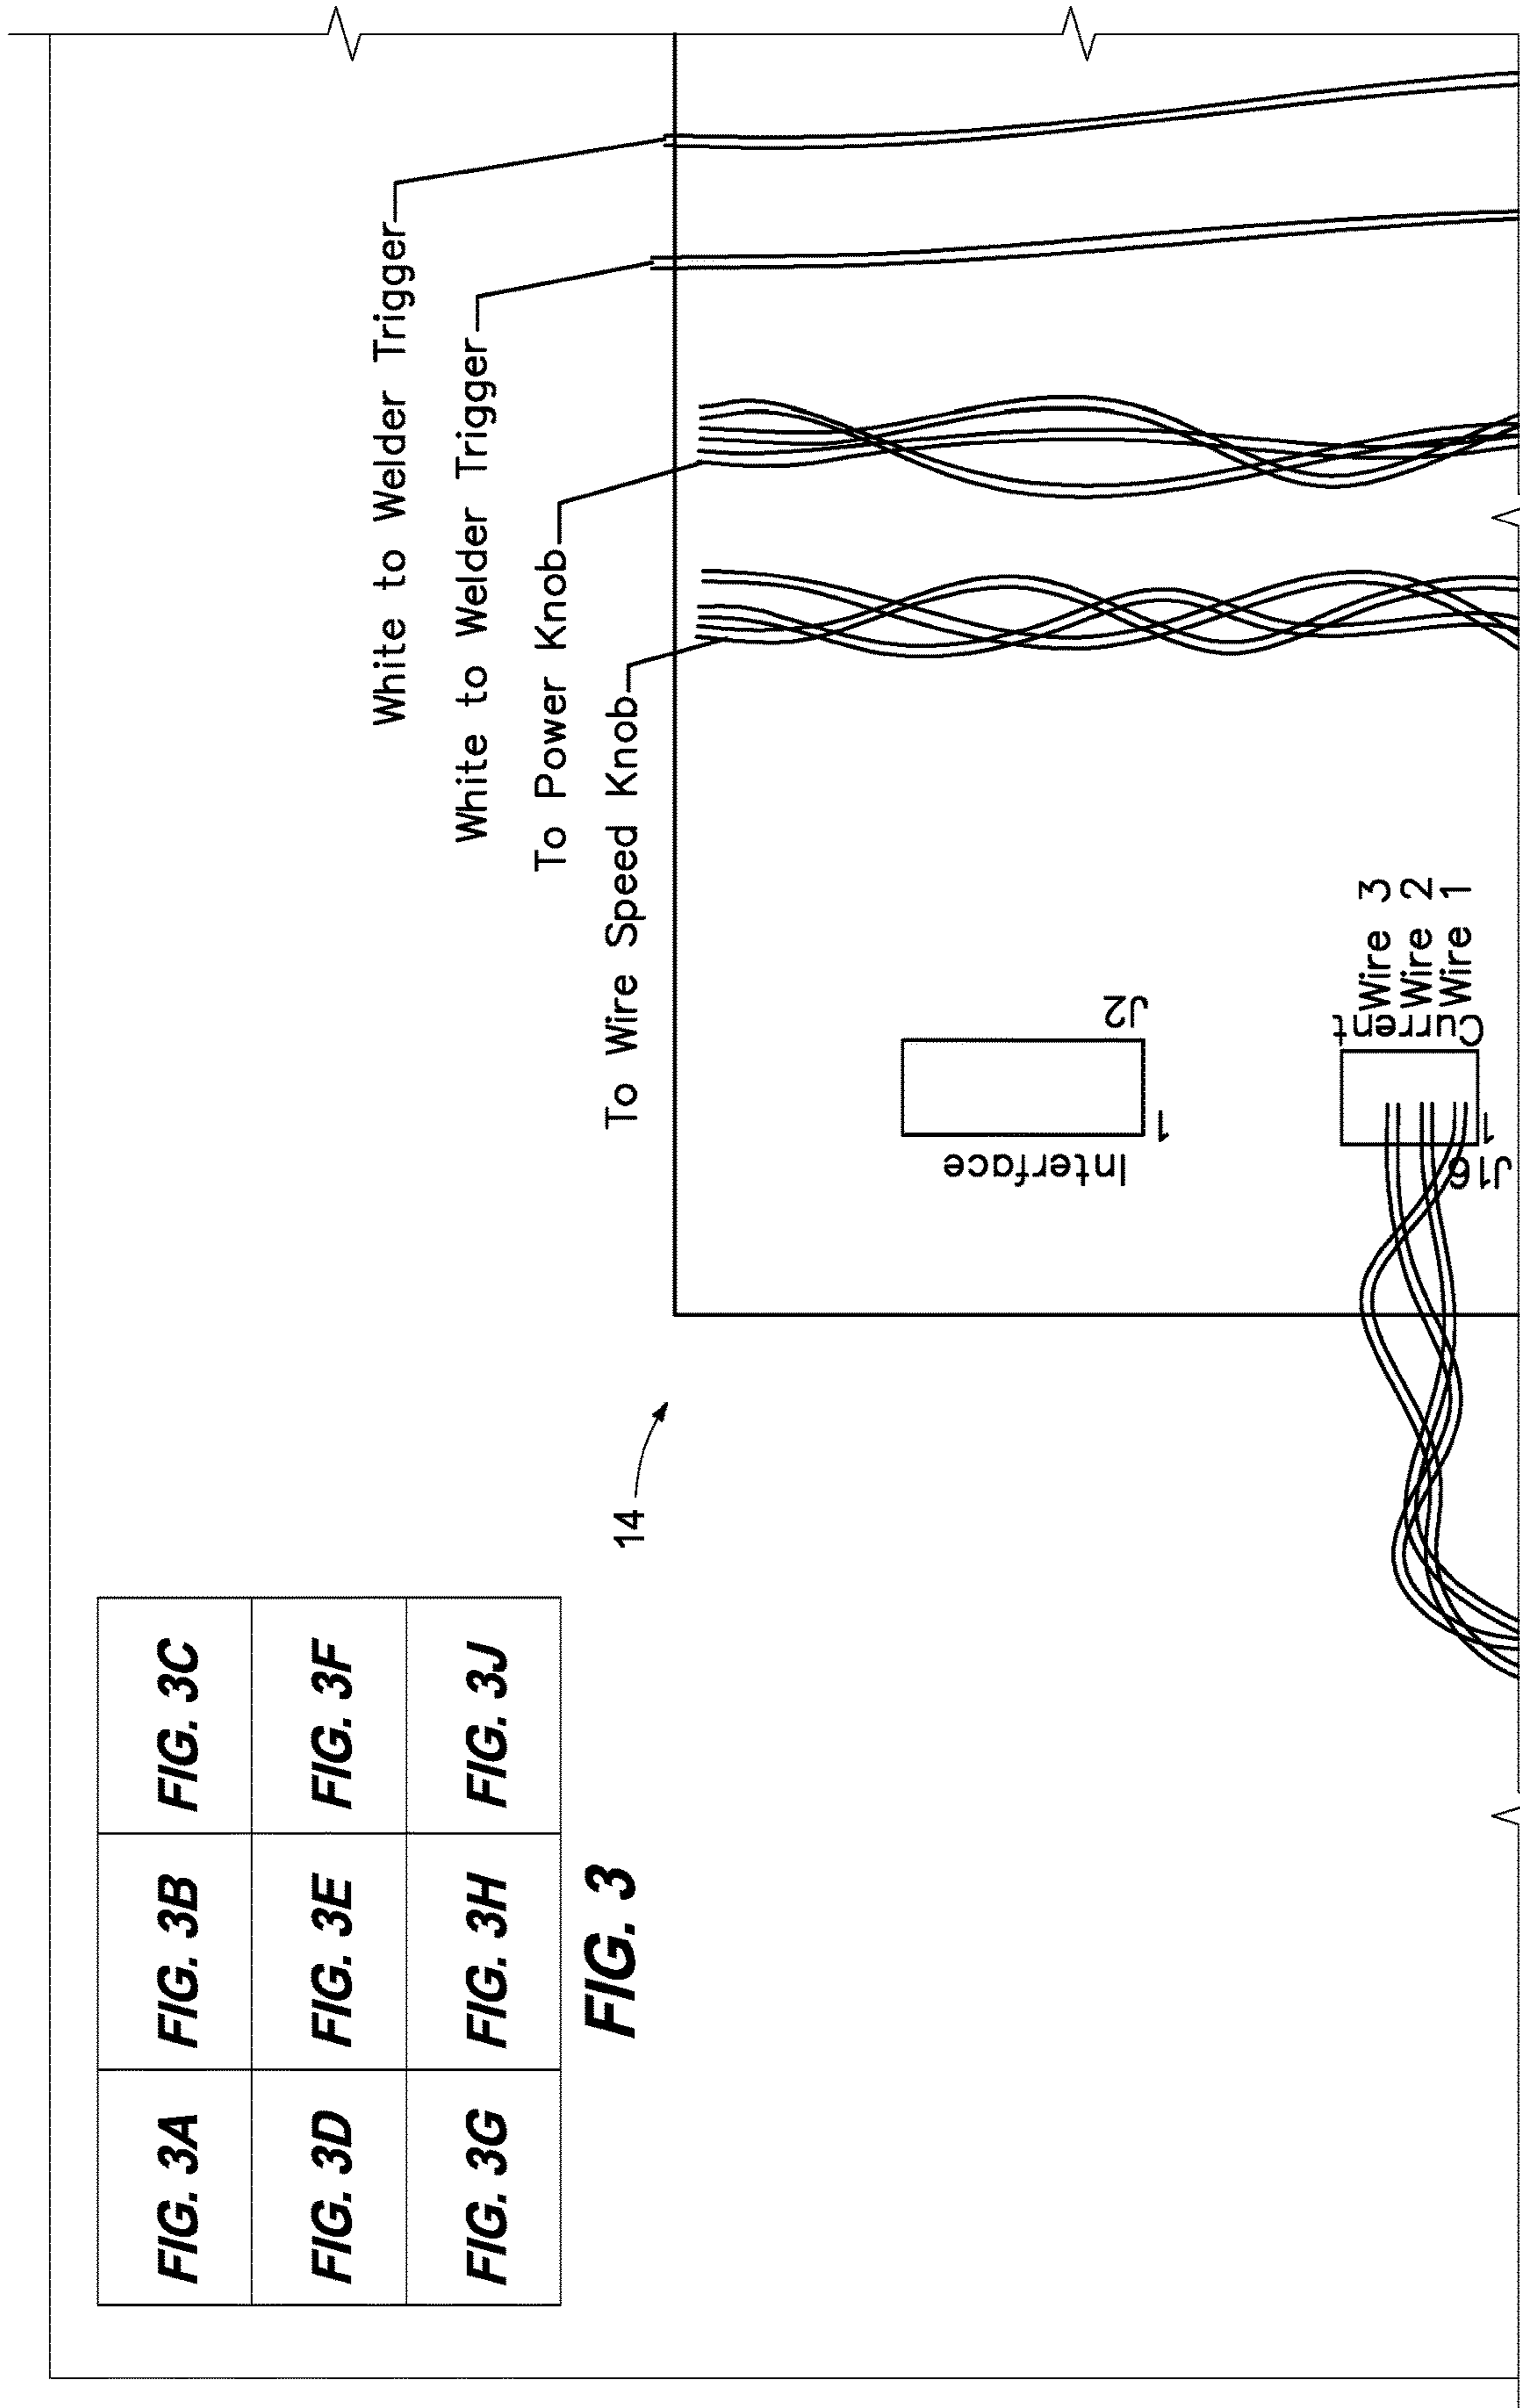 FIG. 3A FIG. 3B FIG. 3C
FIG. 3D FIG. 3E FIG. 3F
FIG. 3G FIG. 3H FIG. 3J
FIG. 3
14
White to Welder Trigger
White to Welder Trigger
To Power Knob
To Wire Speed Knob
Interface
1
J2
J16
1
Current
Wire 3
Wire 2
Wire 1